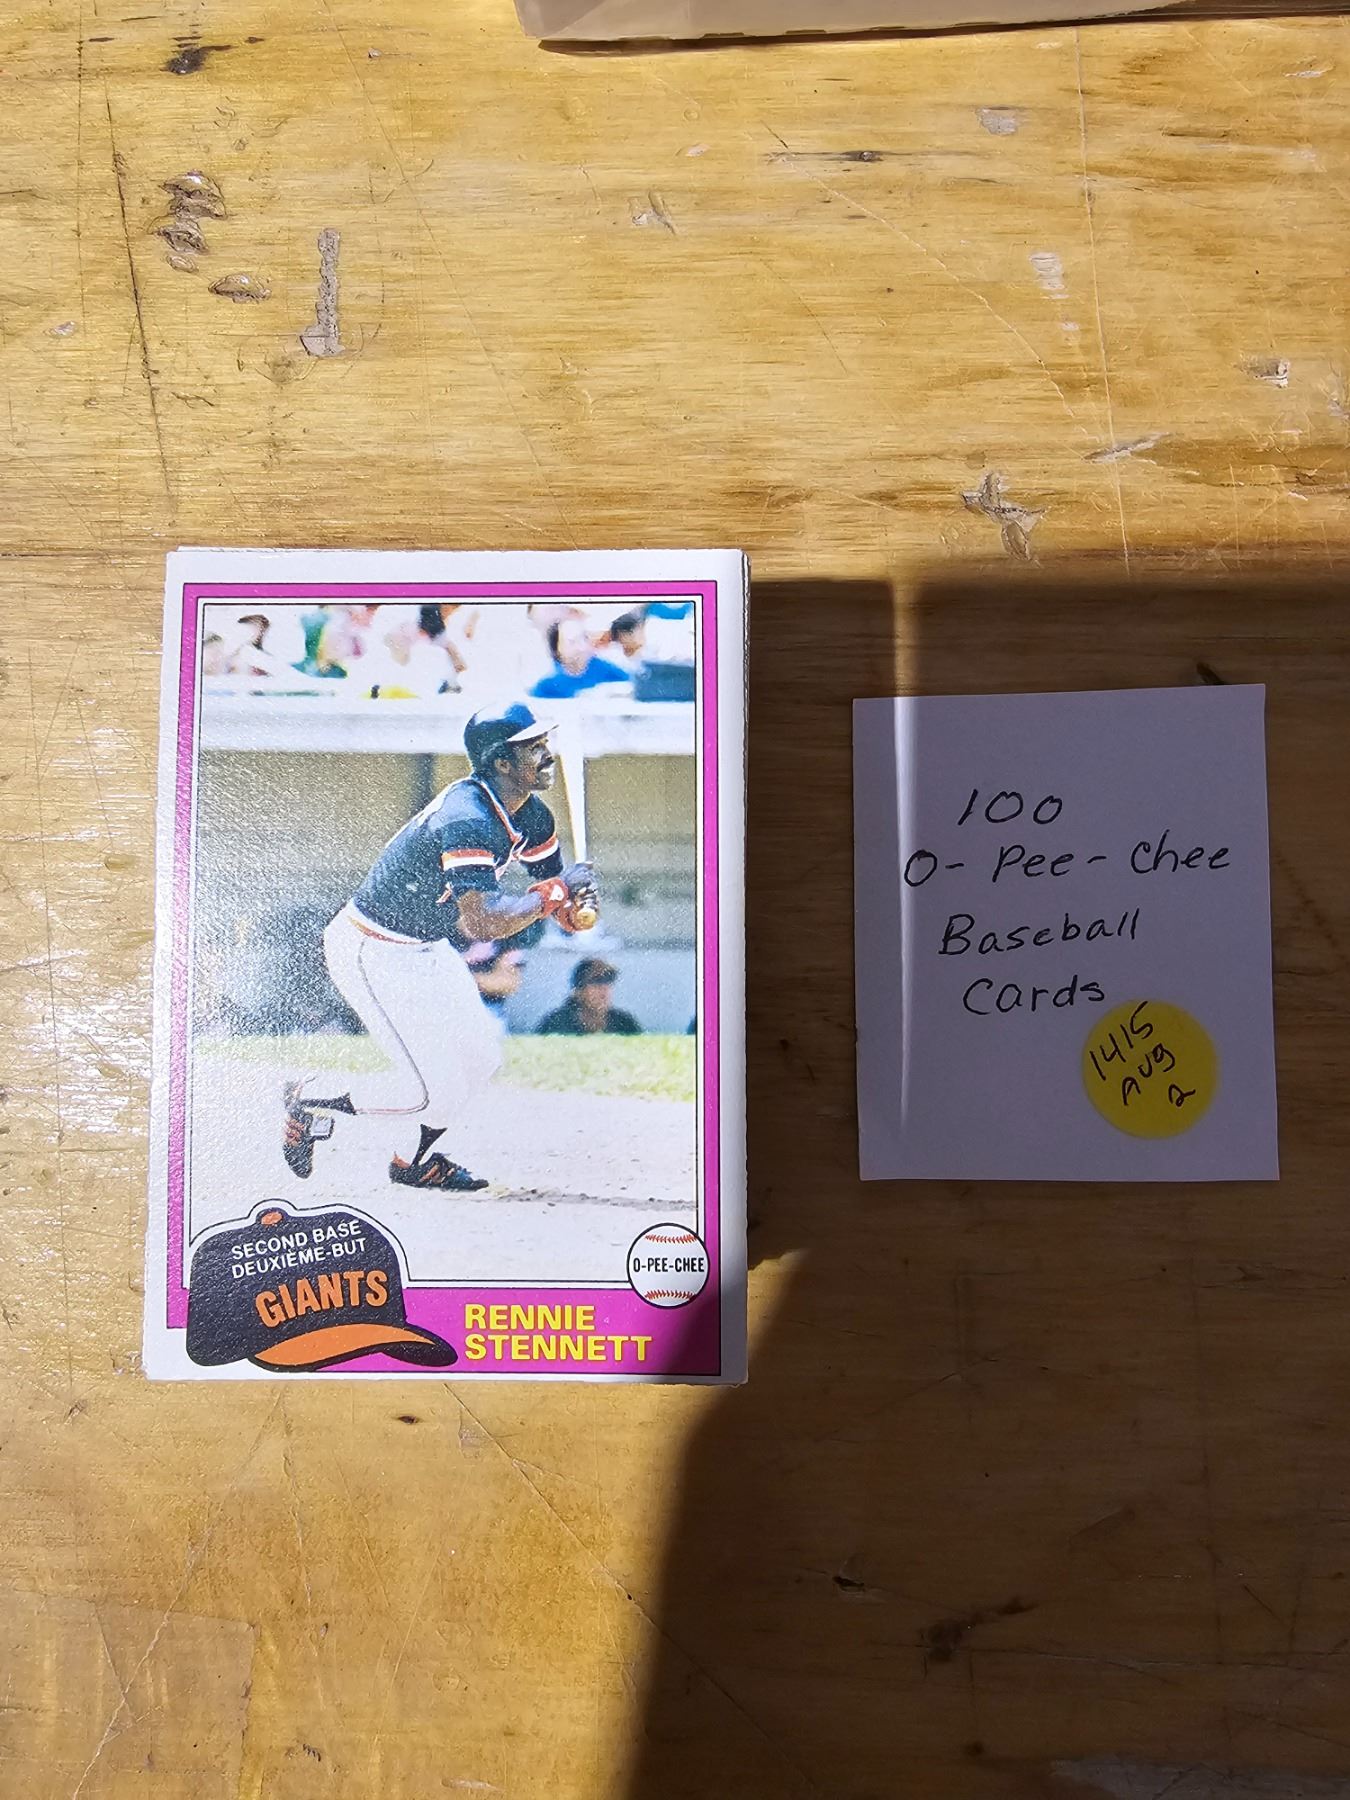 SECOND BASE
DEUXIÈME-BUT
GIANTS
O-PEE-CHEE
RENNIE
STENNETT
100
O-Pee-Chee
Baseball
Cards
1415
Aug
2